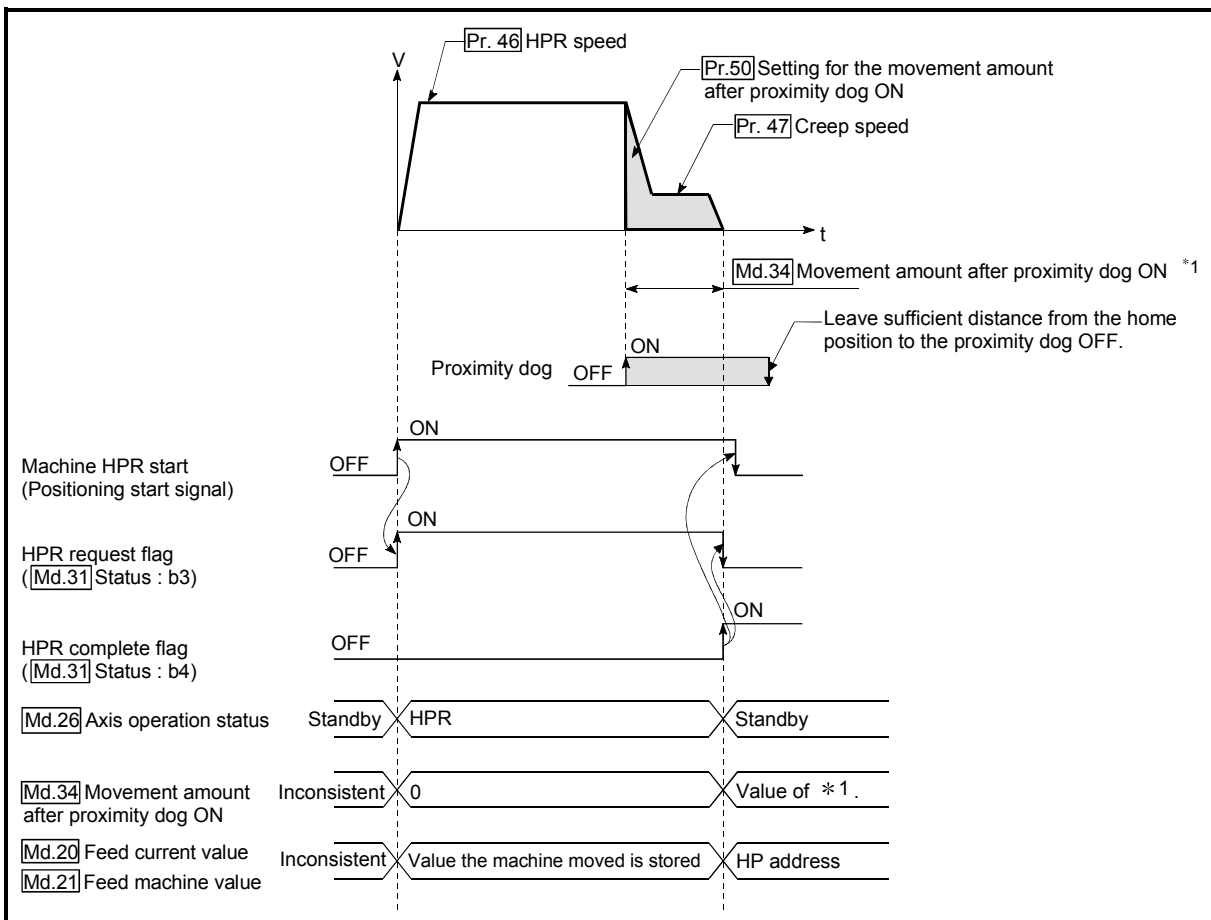 Pr. 46 HPR speed
V
Pr.50 Setting for the movement amount
after proximity dog ON
Pr. 47 Creep speed
t
Md.34 Movement amount after proximity dog ON *1
Leave sufficient distance from the home
position to the proximity dog OFF.
ON
Proximity dog OFF
ON
Machine HPR start OFF
(Positioning start signal)
ON
HPR request flag OFF
( Md.31 Status : b3)
ON
HPR complete flag OFF
( Md.31 Status : b4)
Md.26 Axis operation status Standby HPR Standby
Md.34 Movement amount Inconsistent 0 Value of *1 .
after proximity dog ON
Md.20 Feed current value Inconsistent Value the machine moved is stored HP address
Md.21 Feed machine value